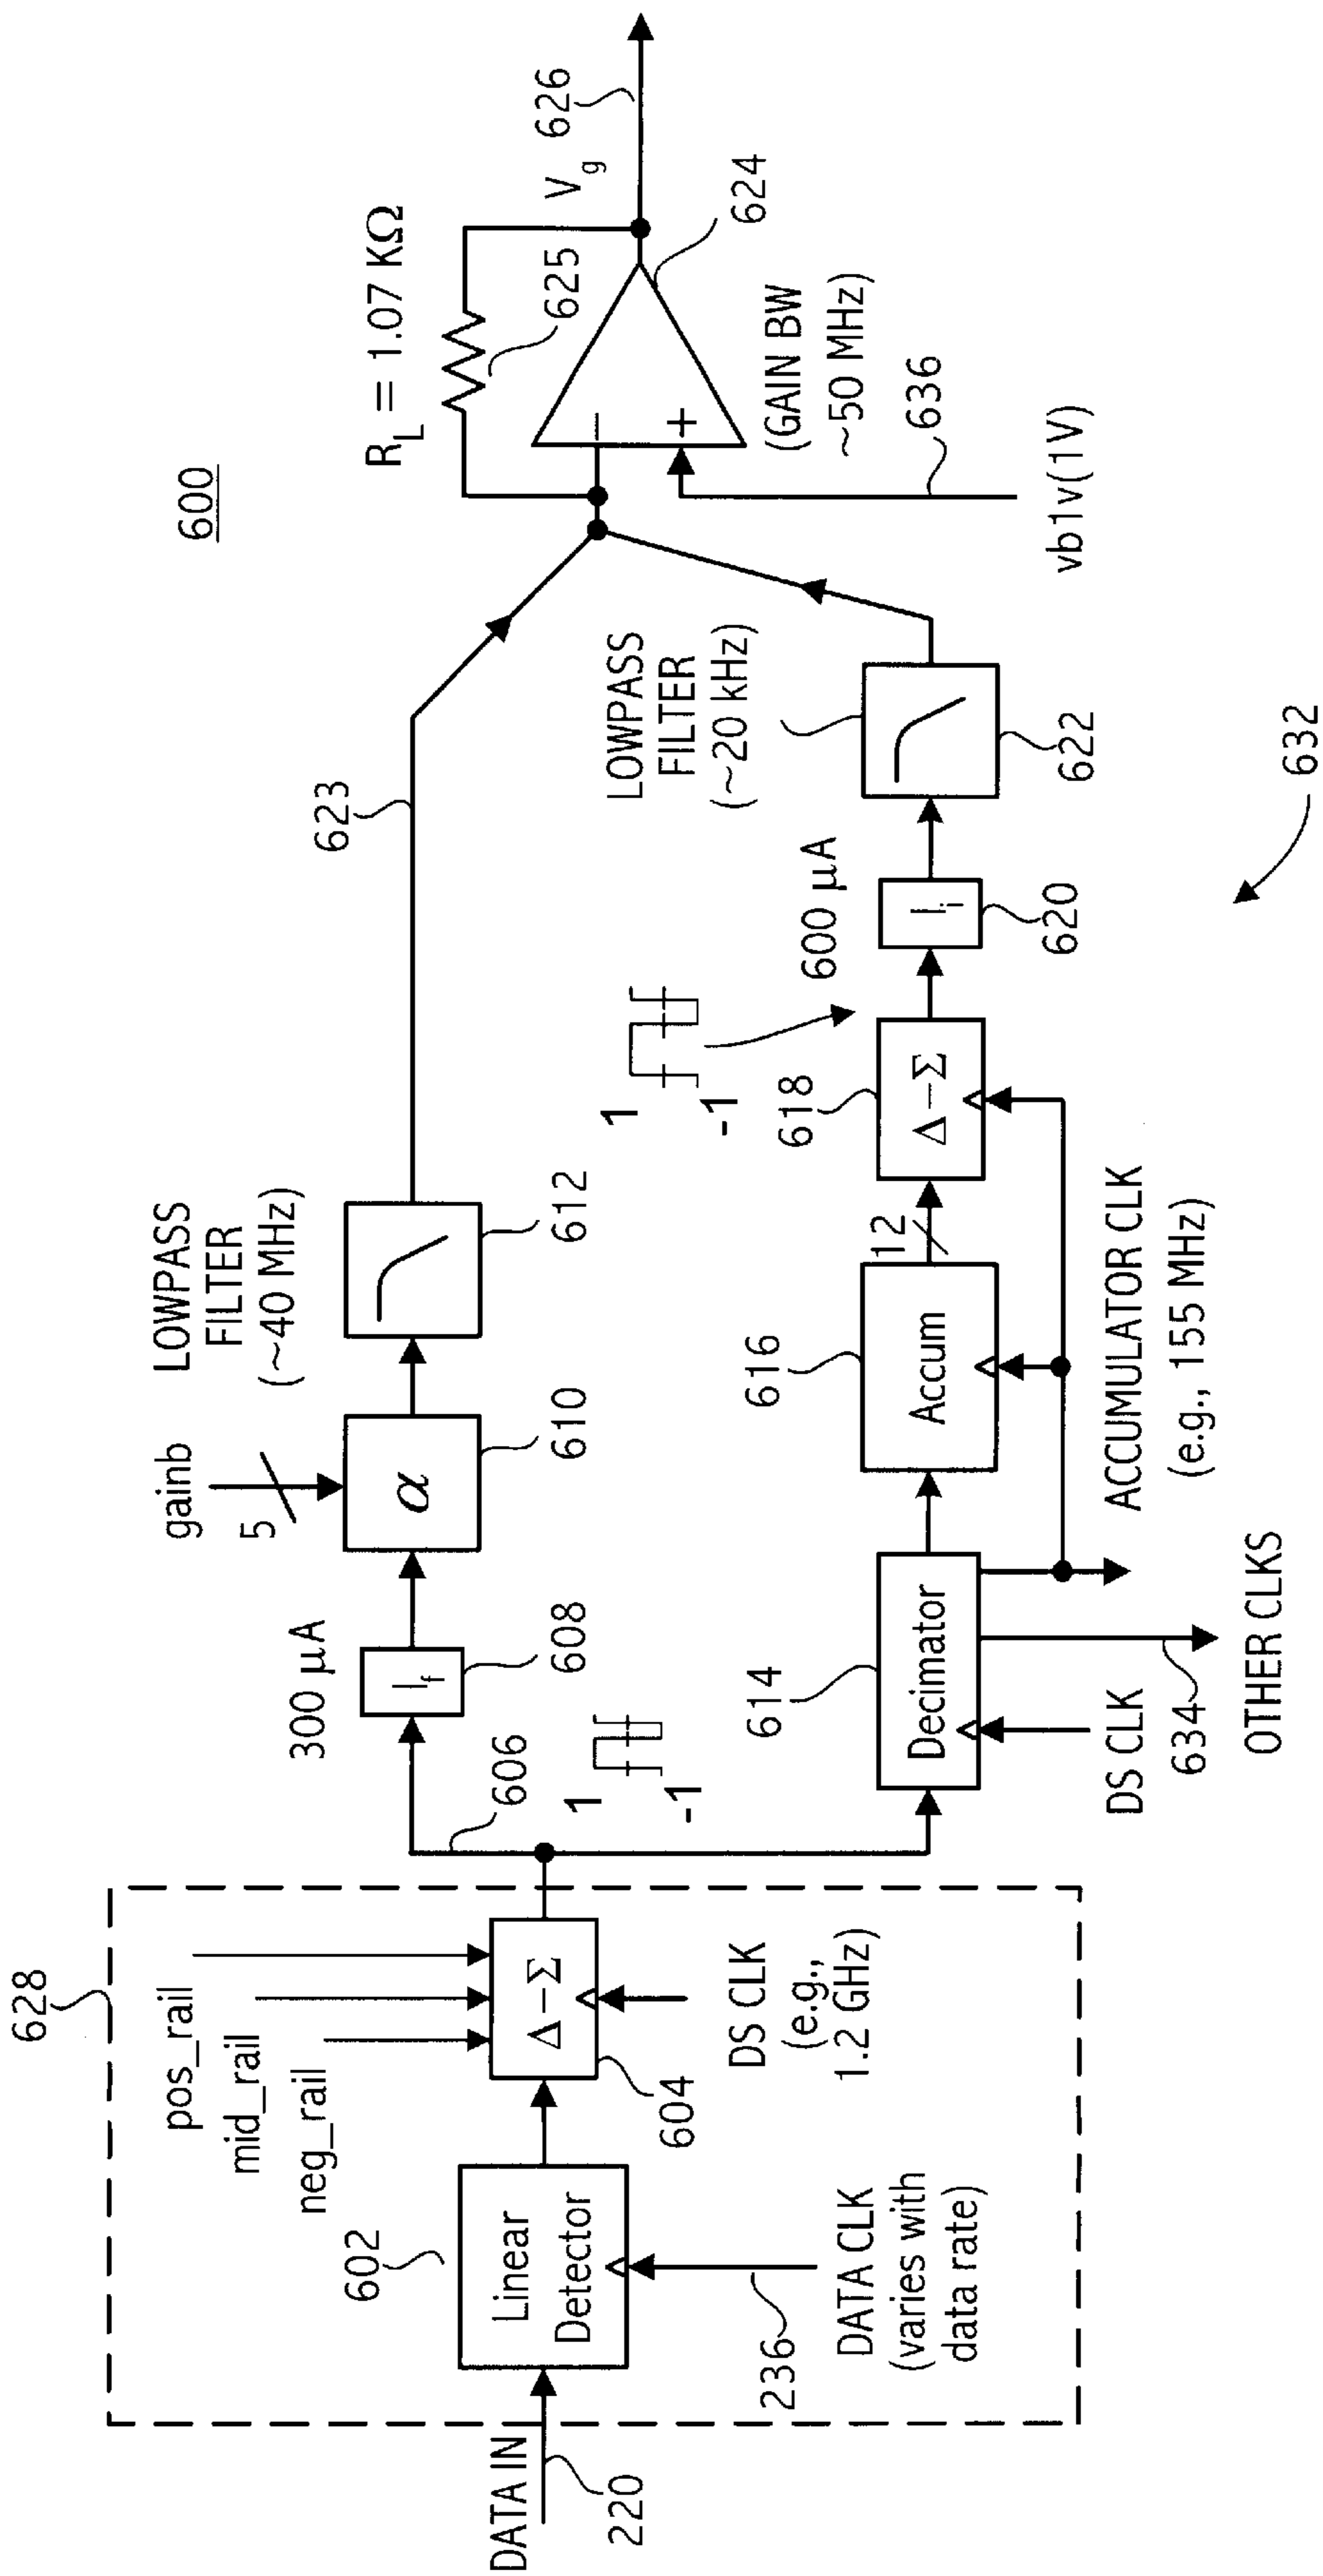 600
628
pos_rail
mid_rail
neg_rail
DATA IN
220
602
Linear
Detector
236
DATA CLK
(varies with
data rate)
Δ−Σ
604
DS CLK
(e.g.,
1.2 GHz)
606
1
-1
300 μA
I_f
608
gainb
5
α
610
LOWPASS
FILTER
(~40 MHz)
612
623
614
Decimator
DS CLK
634
OTHER CLKS
616
Accum
12
ACCUMULATOR CLK
(e.g., 155 MHz)
618
Δ−Σ
1
-1
600 μA
I_i
620
LOWPASS
FILTER
(~20 kHz)
622
632
R_L = 1.07 KΩ
625
−
+
V_g
626
624
(GAIN BW
~50 MHz)
636
vb1v(1V)